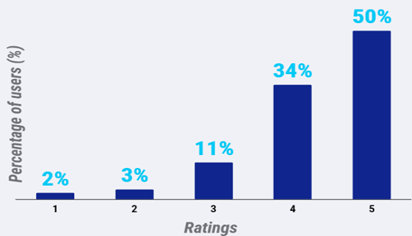 50%
34%
11%
3%
2%
Percentage of users (%)
1 2 3 4 5
Ratings